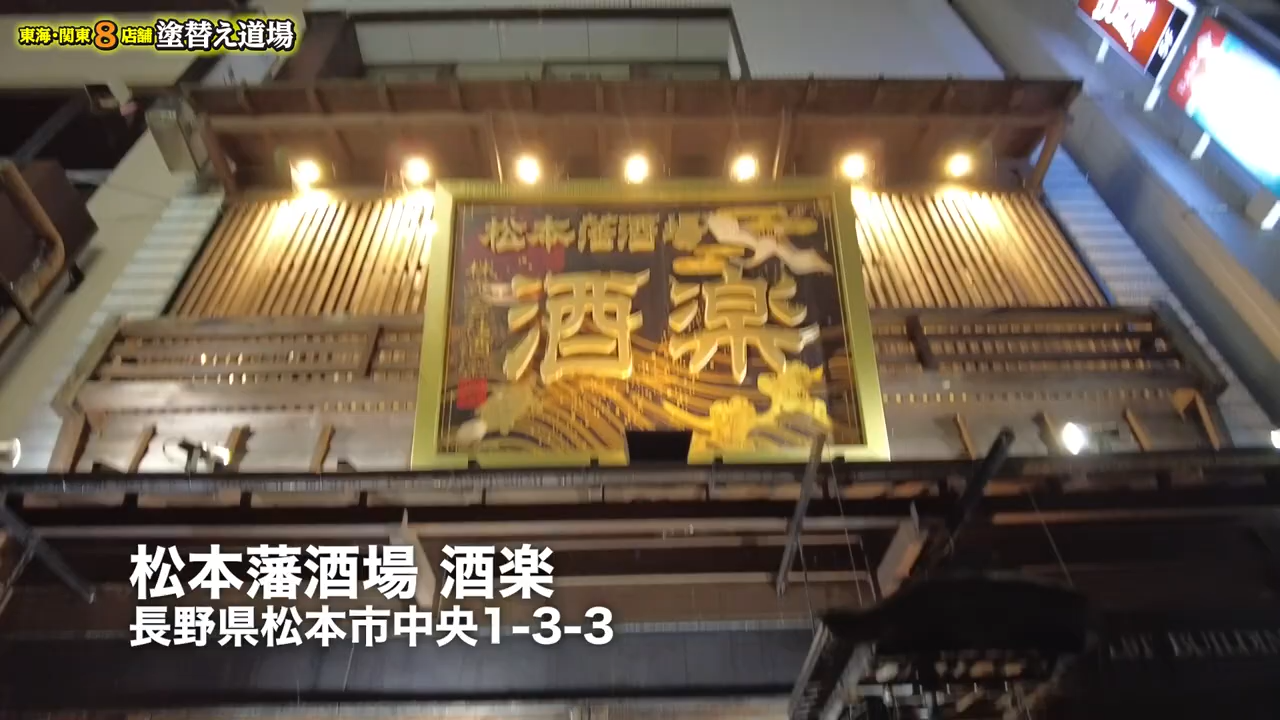 東海・関東8店舗塗替え道場
松本藩酒場
酒楽
松本藩酒場 酒楽
長野県松本市中央1-3-3